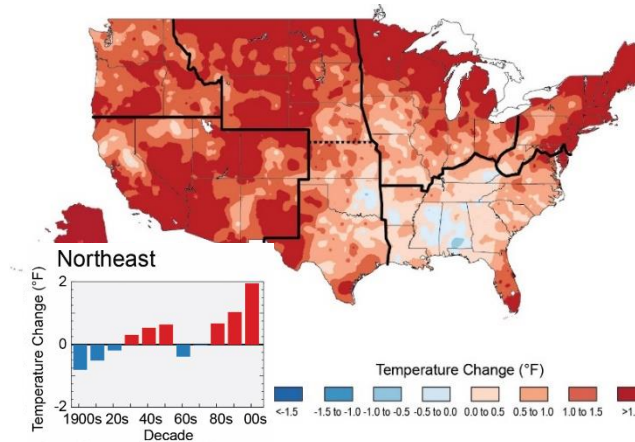 Northeast
Temperature Change (°F)
2
0
-2
1900s 20s 40s 60s 80s 00s
Decade
Temperature Change (°F)
<-1.5 -1.5 to -1.0 -1.0 to -0.5 -0.5 to 0.0 0.0 to 0.5 0.5 to 1.0 1.0 to 1.5 >1.